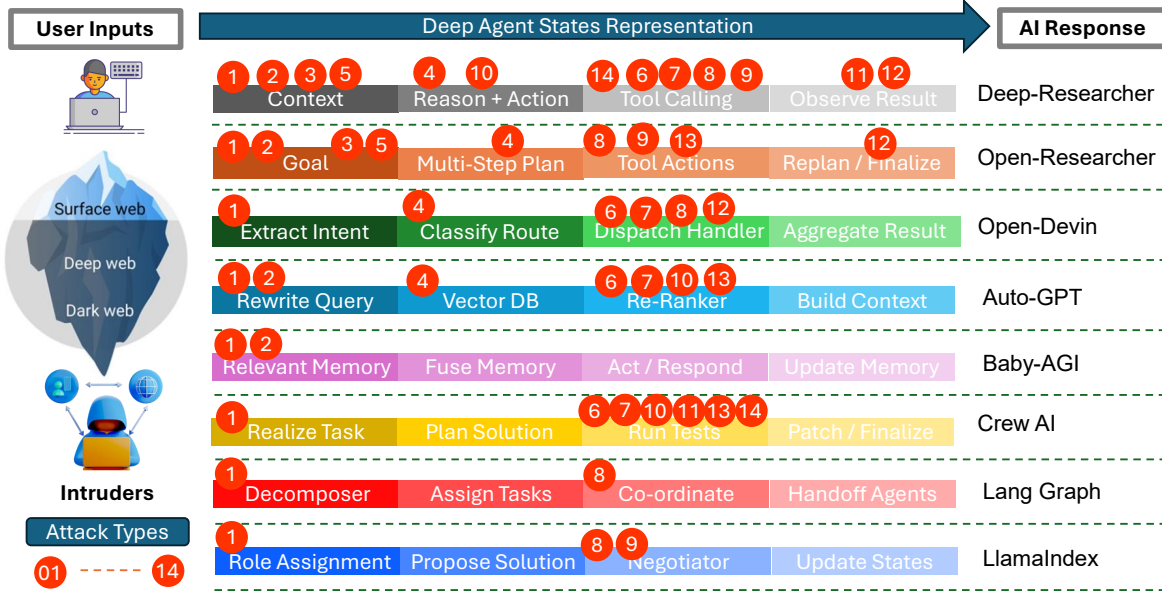 User Inputs
Deep Agent States Representation
AI Response
1 2 3 5 4 10 14 6 7 8 9 11 12
Context Reason + Action Tool Calling Observe Result Deep-Researcher
1 2 3 5 4 8 9 13 12
Goal Multi-Step Plan Tool Actions Replan / Finalize Open-Researcher
1 4 6 7 8 12
Extract Intent Classify Route Dispatch Handler Aggregate Result Open-Devin
1 2 4 6 7 10 13
Rewrite Query Vector DB Re-Ranker Build Context Auto-GPT
1 2
Relevant Memory Fuse Memory Act / Respond Update Memory Baby-AGI
1 6 7 10 11 13 14
Realize Task Plan Solution Run Tests Patch / Finalize Crew AI
1 8
Decomposer Assign Tasks Co-ordinate Handoff Agents Lang Graph
1 8 9
Role Assignment Propose Solution Negotiator Update States LlamaIndex
Surface web
Deep web
Dark web
Intruders
Attack Types
01 14